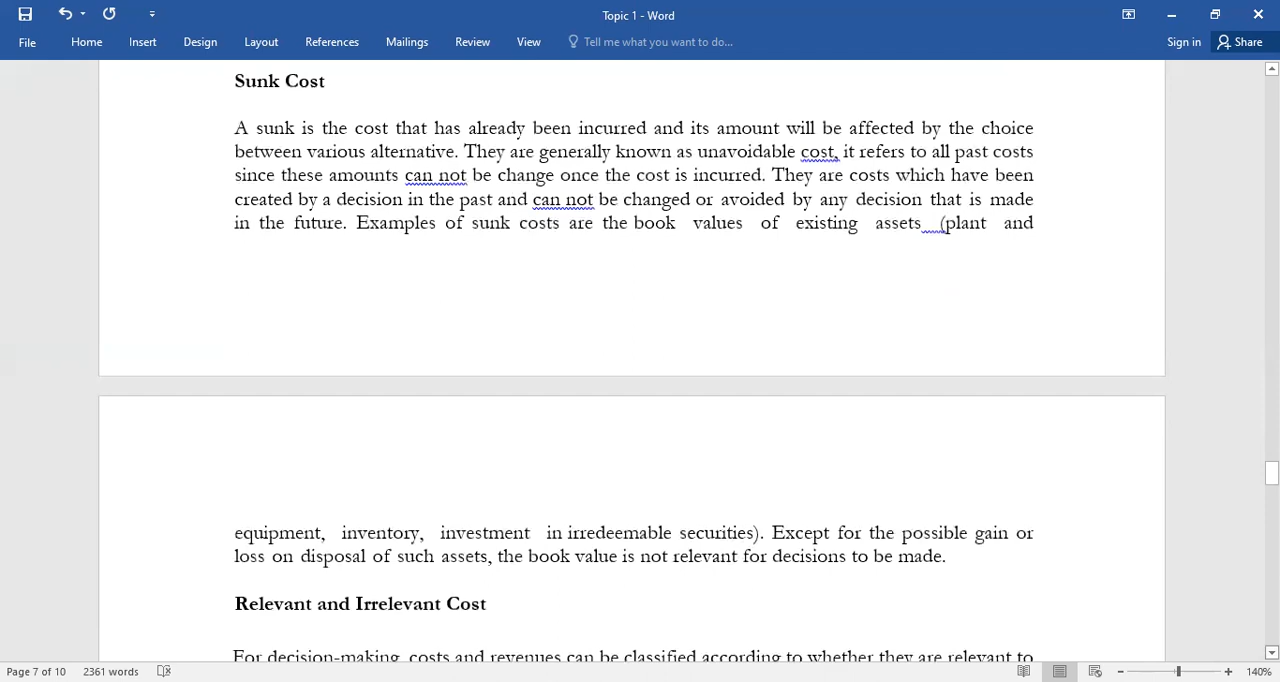 Topic 1 - Word
File Home Insert Design Layout References Mailings Review View Tell me what you want to do... Sign in Share
Sunk Cost
A sunk is the cost that has already been incurred and its amount will be affected by the choice
between various alternative. They are generally known as unavoidable cost, it refers to all past costs
since these amounts can not be change once the cost is incurred. They are costs which have been
created by a decision in the past and can not be changed or avoided by any decision that is made
in the future. Examples of sunk costs are the book values of existing assets (plant and
equipment, inventory, investment in irredeemable securities). Except for the possible gain or
loss on disposal of such assets, the book value is not relevant for decisions to be made.
Relevant and Irrelevant Cost
For decision-making, costs and revenues can be classified according to whether they are relevant to
Page 7 of 10 2361 words 140%